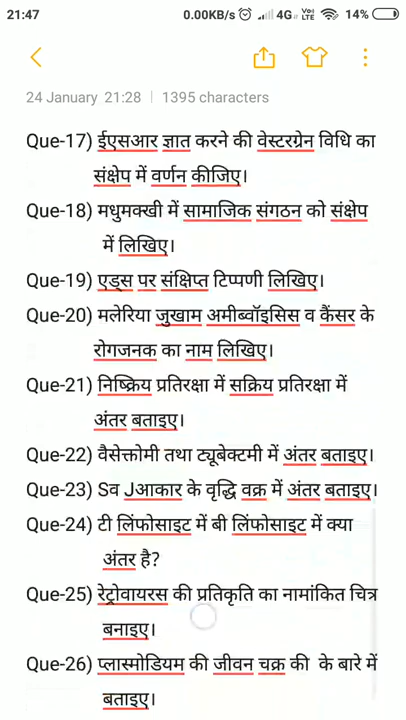 21:47 0.00KB/s 4G VoLTE 14%
24 January 21:28 | 1395 characters
Que-17) ईएसआर ज्ञात करने की वेस्टरग्रेन विधि का
संक्षेप में वर्णन कीजिए।
Que-18) मधुमक्खी में सामाजिक संगठन को संक्षेप
में लिखिए।
Que-19) एड्स पर संक्षिप्त टिप्पणी लिखिए।
Que-20) मलेरिया जुखाम अमीब्वॉइसिस व कैंसर के
रोगजनक का नाम लिखिए।
Que-21) निष्क्रिय प्रतिरक्षा में सक्रिय प्रतिरक्षा में
अंतर बताइए।
Que-22) वैसेक्तोमी तथा ट्यूबेक्टमी में अंतर बताइए।
Que-23) Sव Jआकार के वृद्धि वक्र में अंतर बताइए।
Que-24) टी लिंफोसाइट में बी लिंफोसाइट में क्या
अंतर है?
Que-25) रेट्रोवायरस की प्रतिकृति का नामांकित चित्र
बनाइए।
Que-26) प्लास्मोडियम की जीवन चक्र की के बारे में
बताइए।